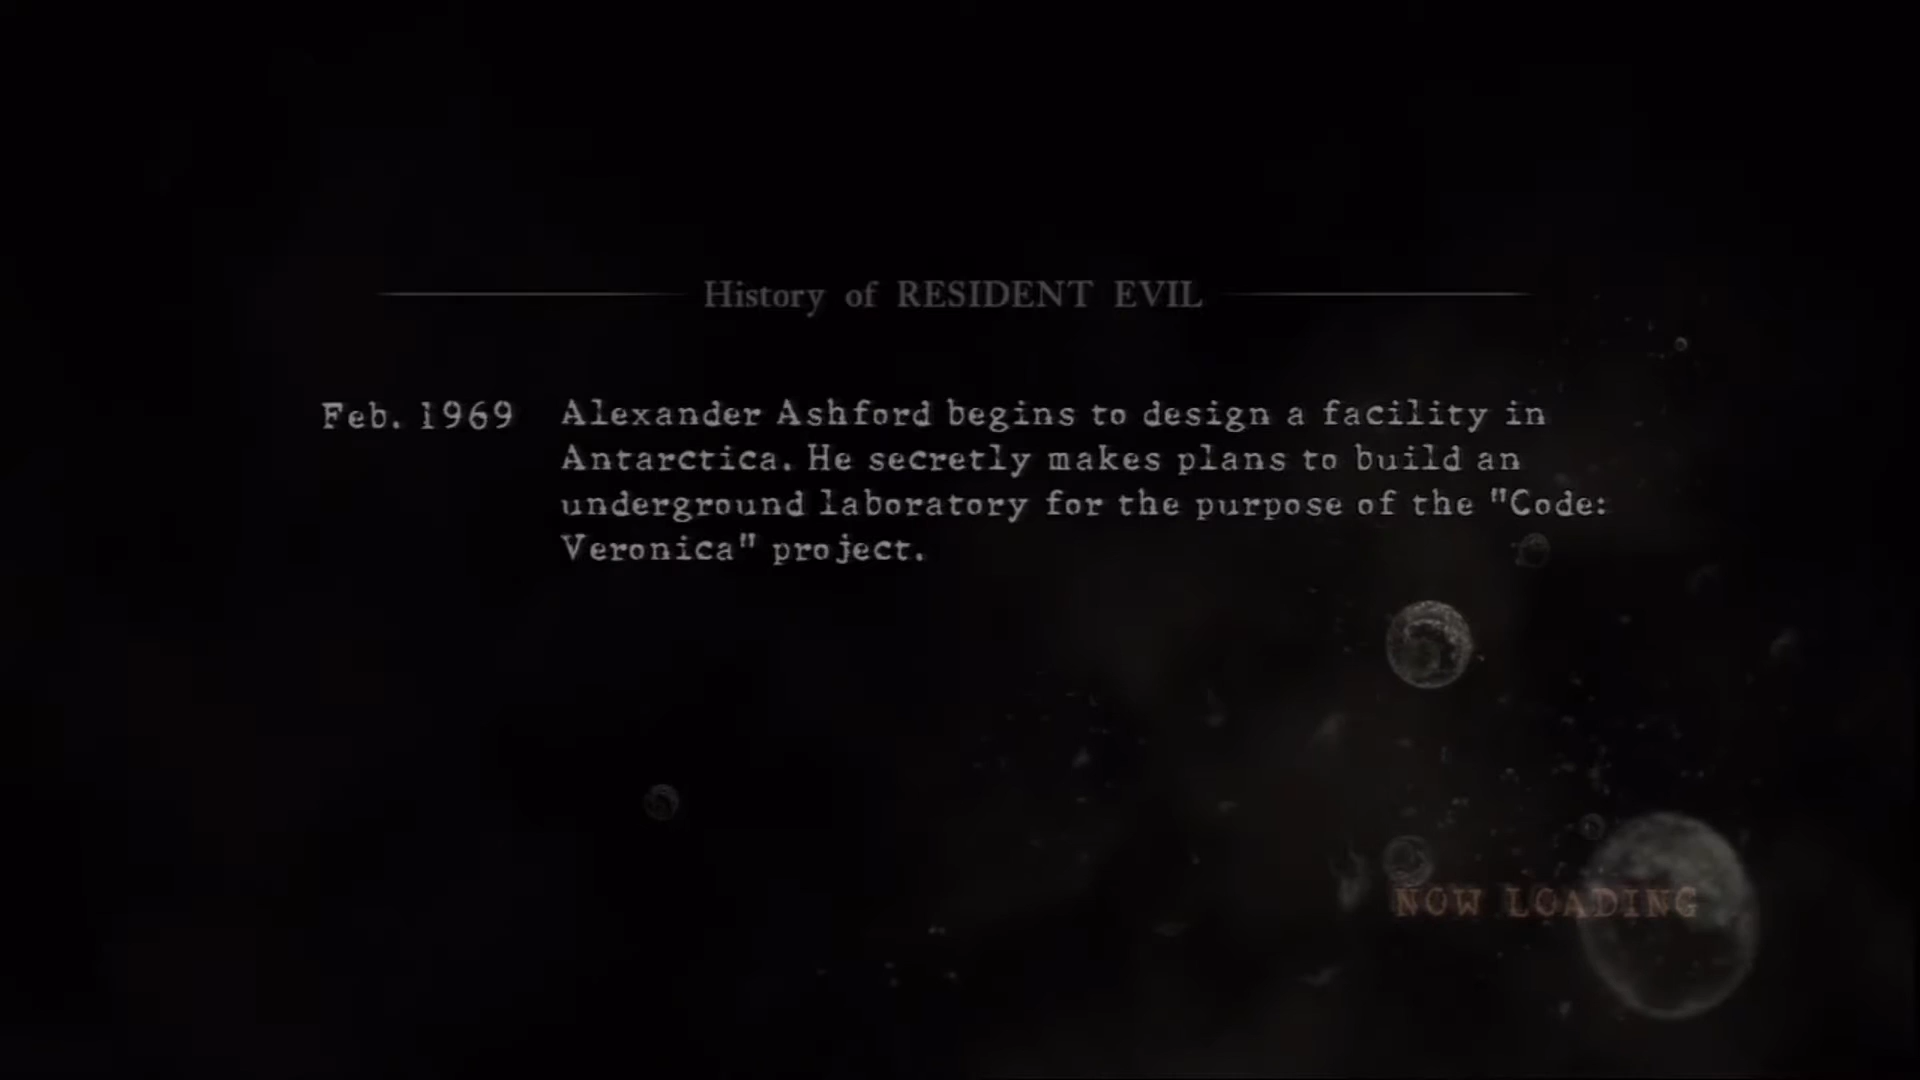 History of RESIDENT EVIL
Feb. 1969 Alexander Ashford begins to design a facility in
Antarctica. He secretly makes plans to build an
underground laboratory for the purpose of the "Code:
Veronica" project.
NOW LOADING